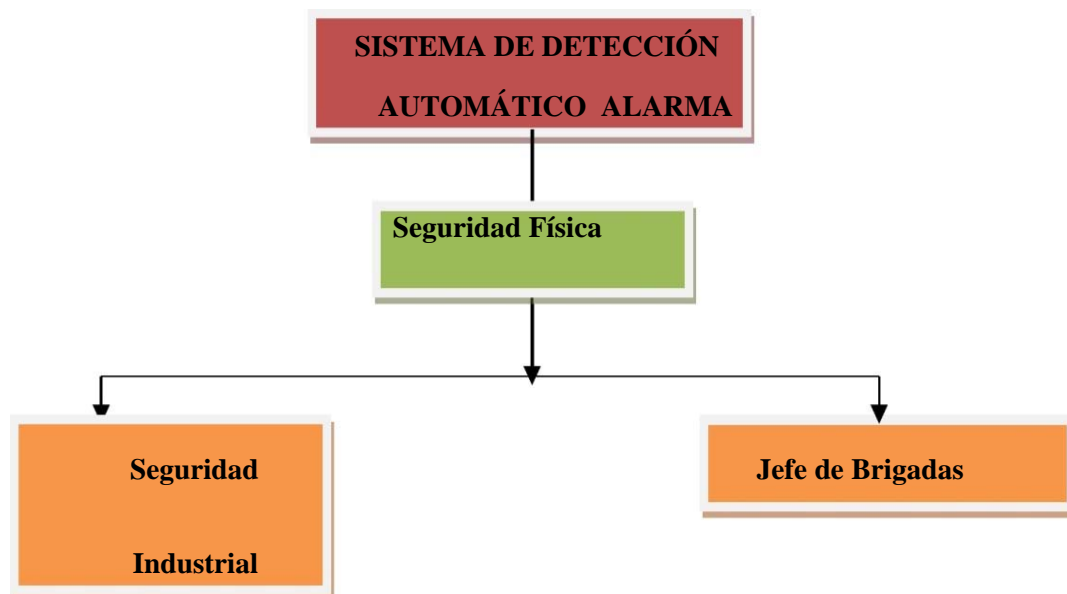 SISTEMA DE DETECCIÓN
AUTOMÁTICO ALARMA
Seguridad Física
Seguridad
Industrial
Jefe de Brigadas